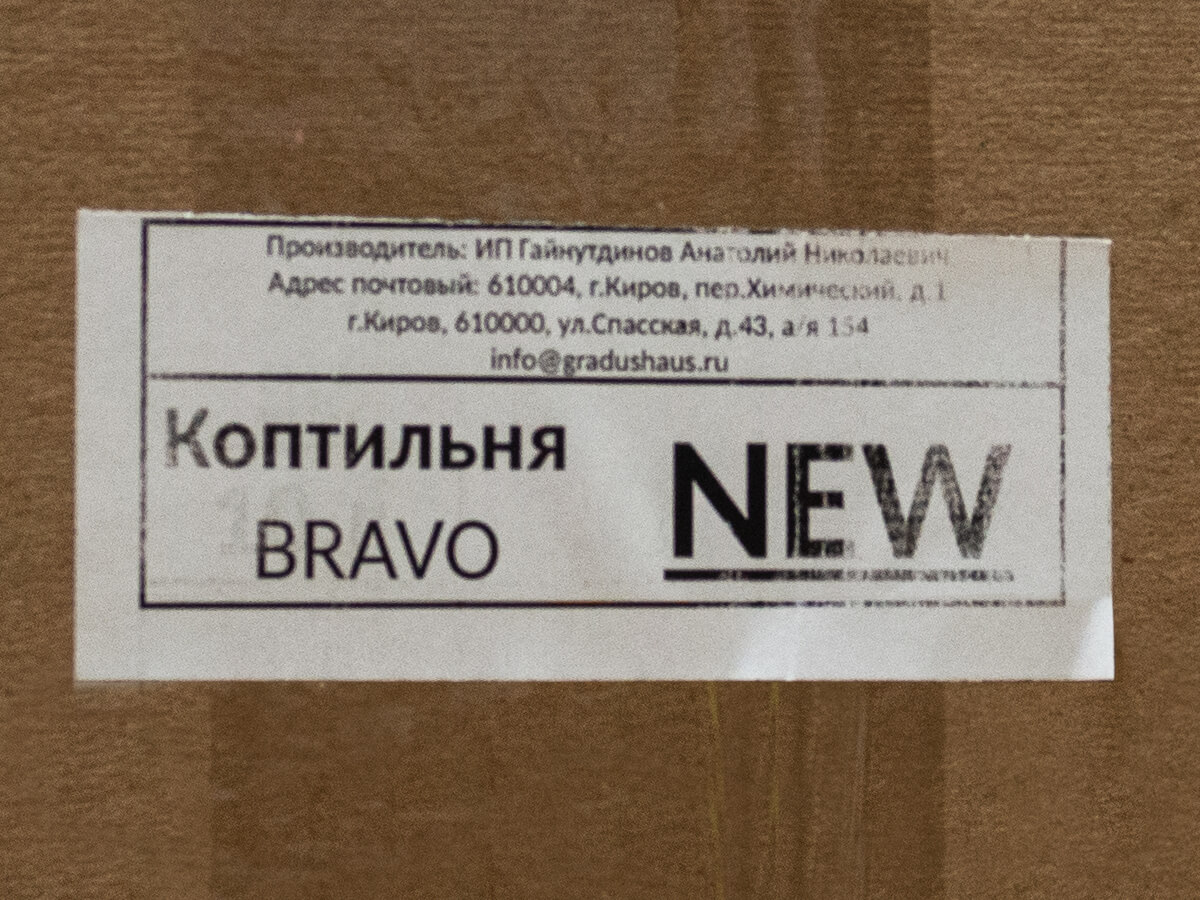 Производитель: ИП Гайнутдинов Анатолий Николаевич
Адрес почтовый: 610004, г.Киров, пер.Химический, д.1
г.Киров, 610000, ул.Спасская, д.43, а/я 154
info@gradushaus.ru
Коптильня
BRAVO
NEW